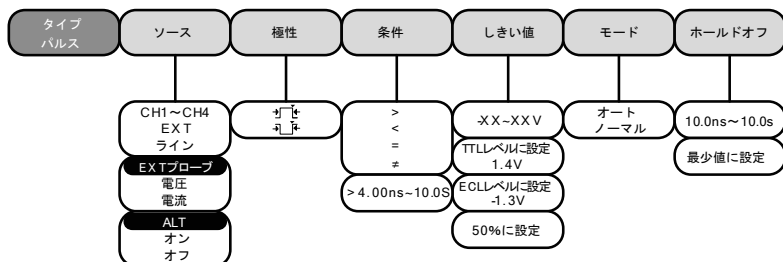 タイプ
パルス
ソース
極性
条件
しきい値
モード
ホールドオフ
CH1～CH4
EXT
ライン
EXTプローブ
電圧
電流
ALT
オン
オフ
>
<
=
≠
>4.00ns~10.0S
-XX~XXV
TTLレベルに設定
1.4V
ECLレベルに設定
-1.3V
50%に設定
オート
ノーマル
10.0ns～10.0s
最少値に設定